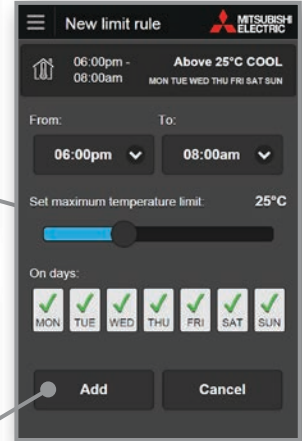 New limit rule
MITSUBISHI
ELECTRIC
06:00pm -
08:00am
Above 25°C COOL
MON TUE WED THU FRI SAT SUN
From:
To:
06:00pm
08:00am
Set maximum temperature limit:
25°C
On days:
MON TUE WED THU FRI SAT SUN
Add
Cancel